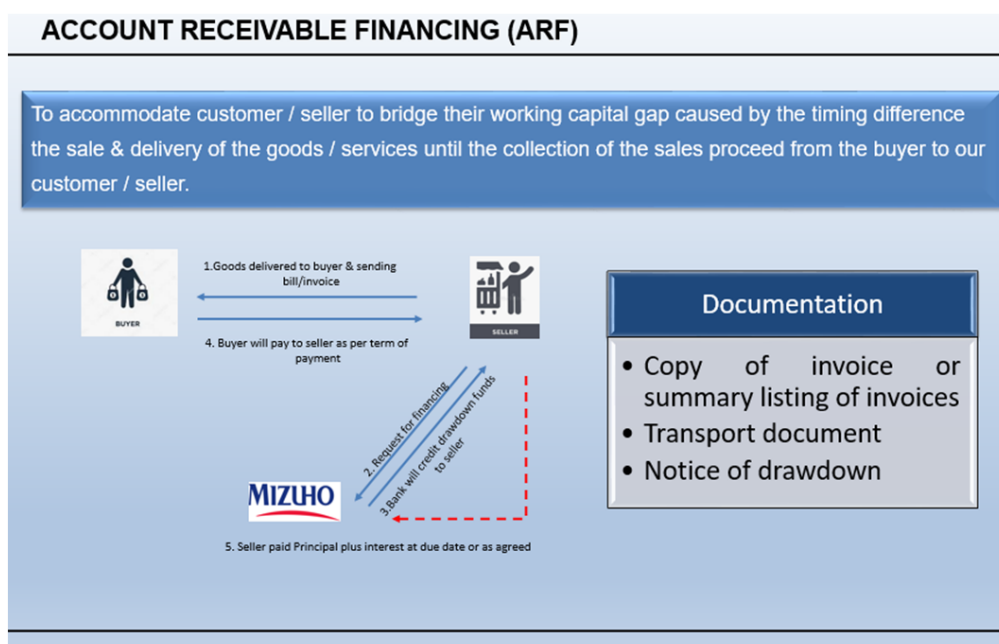 ACCOUNT RECEIVABLE FINANCING (ARF)
To accommodate customer / seller to bridge their working capital gap caused by the timing difference
the sale & delivery of the goods / services until the collection of the sales proceed from the buyer to our
customer / seller.
1.Goods delivered to buyer & sending
bill/invoice
BUYER
SELLER
4. Buyer will pay to seller as per term of
payment
2. Request for financing
3.Bank will credit drawdown funds
to seller
MIZUHO
5. Seller paid Principal plus interest at due date or as agreed
Documentation
• Copy of invoice or
summary listing of invoices
• Transport document
• Notice of drawdown